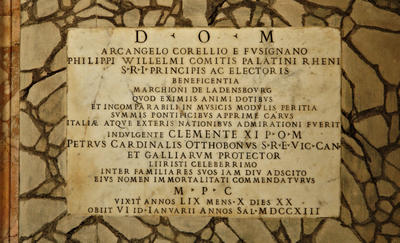 D · O · M
ARCANGELO CORELLIO E FVSIGNANO
PHILIPPI WILLELMI COMITIS PALATINI RHENI
S·R·I·PRINCIPIS AC ELECTORIS
BENEFICENTIA
MARCHIONI DE LADENSBOVRG
QVOD EXIMIIS ANIMI DOTIBVS
ET INCOMPARABILI IN MVSICIS MODVLIS PERITIA
SVMMIS PONTIFICIBVS APPRIME CARVS
ITALIÆ ATQVE EXTERIS NATIONIBVS ADMIRATIONI FVERIT
INDVLGENTE CLEMENTE XI P·O·M
PETRVS CARDINALIS OTTHOBONVS S·R·E·VIC·CAN·
ET GALLIARVM PROTECTOR
LIIRISTI CELEBERRIMO
INTER FAMILIARES SVOS IAM DIV ADSCITO
EIVS NOMEN IMMORTALITATI COMMENDATVRVS
M · P · C
VIXIT ANNOS LIX MENS·X DIES XX
OBIIT VI ID·IANVARII ANNOS SAL·MDCCXIII